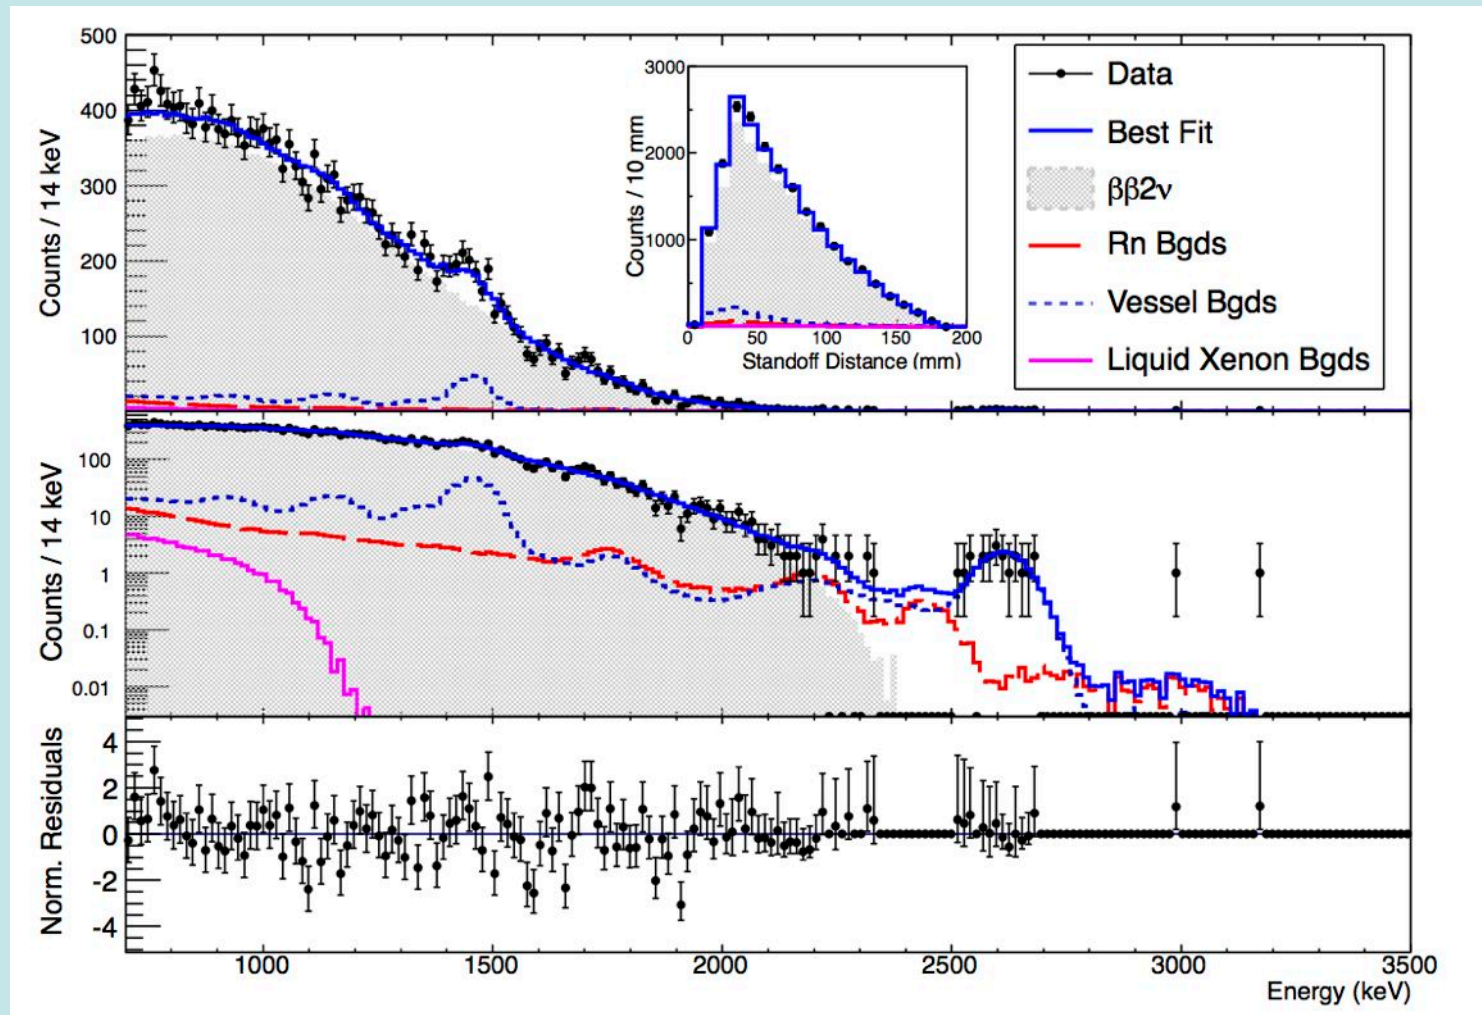 500
400
300
200
100
Counts / 14 keV
3000
2000
1000
Counts / 10 mm
0 50 100 150 200
Standoff Distance (mm)
Data
Best Fit
ββ2ν
Rn Bgds
Vessel Bgds
Liquid Xenon Bgds
100
10
1
0.1
0.01
Counts / 14 keV
4
2
0
-2
-4
Norm. Residuals
1000 1500 2000 2500 3000 3500
Energy (keV)